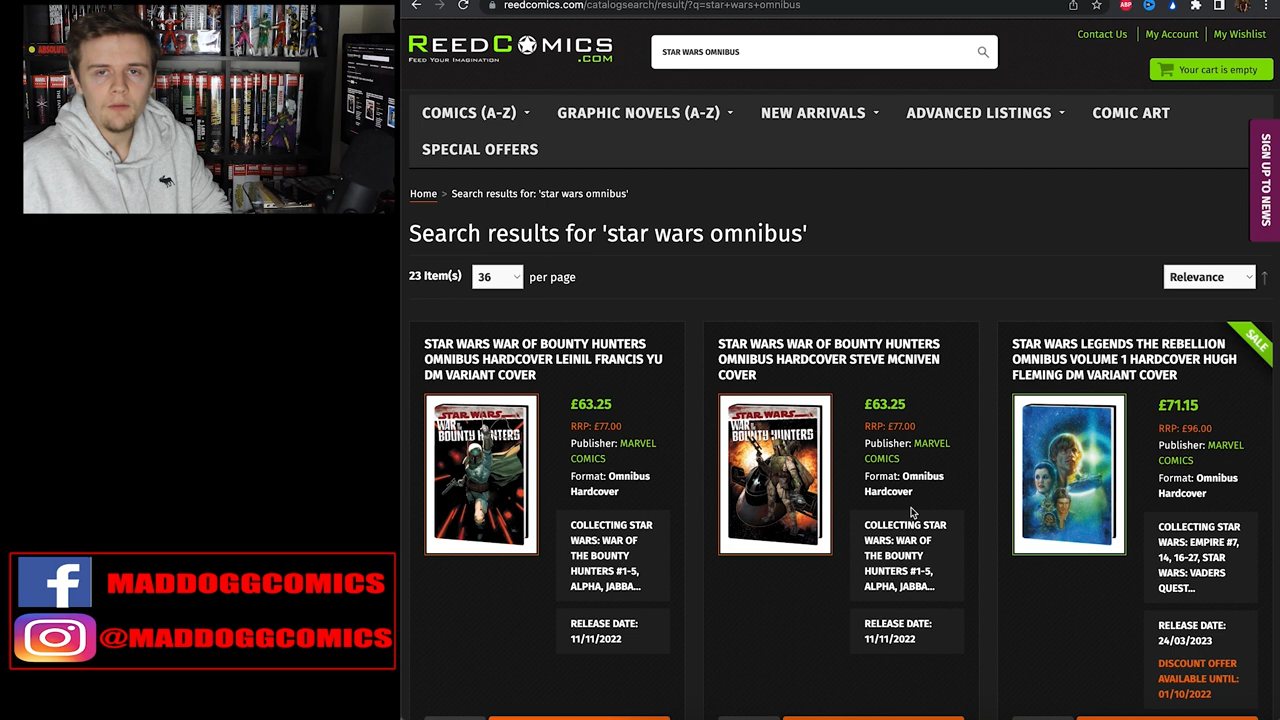 reedcomics.com/catalogsearch/result/?q=star+wars+omnibus
REEDCOMICS
.COM
FEED YOUR IMAGINATION
STAR WARS OMNIBUS
Contact Us
My Account
My Wishlist
Your cart is empty
COMICS (A-Z)
GRAPHIC NOVELS (A-Z)
NEW ARRIVALS
ADVANCED LISTINGS
COMIC ART
SPECIAL OFFERS
SIGN UP TO NEWS
Home > Search results for: 'star wars omnibus'
Search results for 'star wars omnibus'
23 Item(s)
36
per page
Relevance
STAR WARS WAR OF BOUNTY HUNTERS
OMNIBUS HARDCOVER LEINIL FRANCIS YU
DM VARIANT COVER
STAR WARS
WAR OF THE
BOUNTY HUNTERS
£63.25
RRP: £77.00
Publisher: MARVEL
COMICS
Format: Omnibus
Hardcover
COLLECTING STAR
WARS: WAR OF
THE BOUNTY
HUNTERS #1-5,
ALPHA, JABBA...
RELEASE DATE:
11/11/2022
STAR WARS WAR OF BOUNTY HUNTERS
OMNIBUS HARDCOVER STEVE MCNIVEN
COVER
STAR WARS
WAR OF THE
BOUNTY HUNTERS
£63.25
RRP: £77.00
Publisher: MARVEL
COMICS
Format: Omnibus
Hardcover
COLLECTING STAR
WARS: WAR OF
THE BOUNTY
HUNTERS #1-5,
ALPHA, JABBA...
RELEASE DATE:
11/11/2022
SALE
STAR WARS LEGENDS THE REBELLION
OMNIBUS VOLUME 1 HARDCOVER HUGH
FLEMING DM VARIANT COVER
£71.15
RRP: £96.00
Publisher: MARVEL
COMICS
Format: Omnibus
Hardcover
COLLECTING STAR
WARS: EMPIRE #7,
14, 16-27, STAR
WARS: VADERS
QUEST...
RELEASE DATE:
24/03/2023
DISCOUNT OFFER
AVAILABLE UNTIL:
01/10/2022
ABSOLUTE
ABP
f
MADDOGGCOMICS
@MADDOGGCOMICS